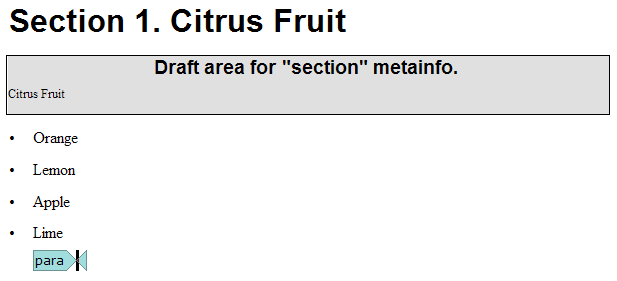 Section 1. Citrus Fruit
Draft area for "section" metainfo.
Citrus Fruit
• Orange
• Lemon
• Apple
• Lime
para